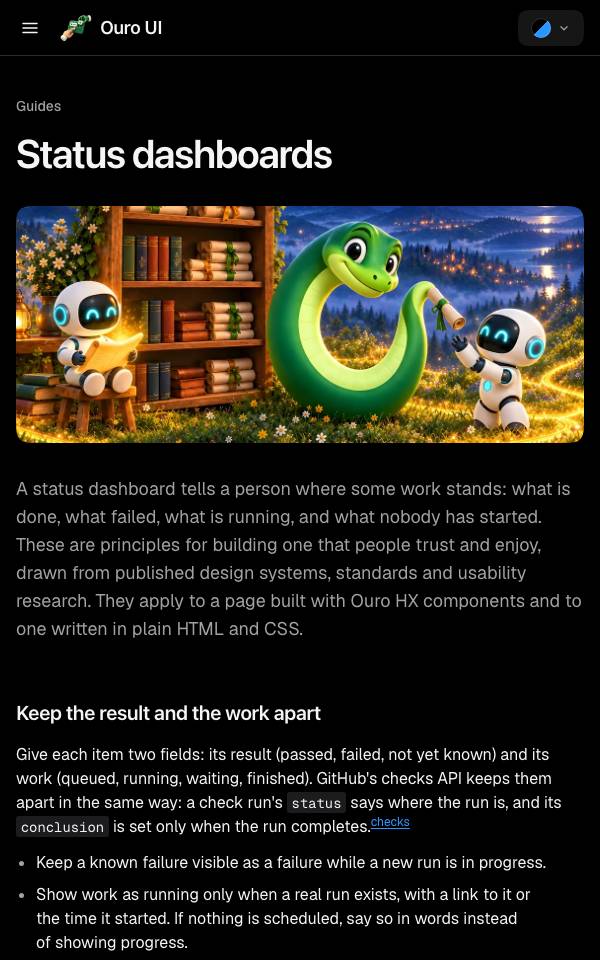 Ouro UI
Guides
Status dashboards
A status dashboard tells a person where some work stands: what is
done, what failed, what is running, and what nobody has started.
These are principles for building one that people trust and enjoy,
drawn from published design systems, standards and usability
research. They apply to a page built with Ouro HX components and to
one written in plain HTML and CSS.
Keep the result and the work apart
Give each item two fields: its result (passed, failed, not yet known) and its
work (queued, running, waiting, finished). GitHub's checks API keeps them
apart in the same way: a check run's status says where the run is, and its
conclusion is set only when the run completes.checks
• Keep a known failure visible as a failure while a new run is in progress.
• Show work as running only when a real run exists, with a link to it or
the time it started. If nothing is scheduled, say so in words instead
of showing progress.